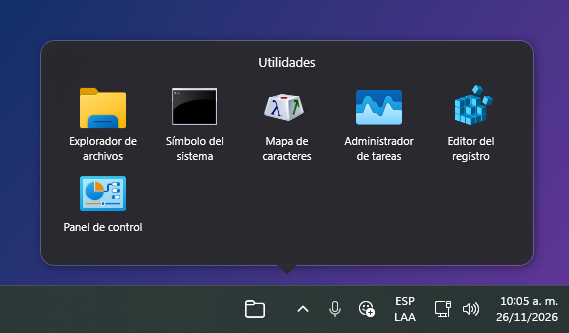 Utilidades
Explorador de archivos
Símbolo del sistema
Mapa de caracteres
Administrador de tareas
Editor del registro
Panel de control
ESP
LAA
10:05 a. m.
26/11/2026